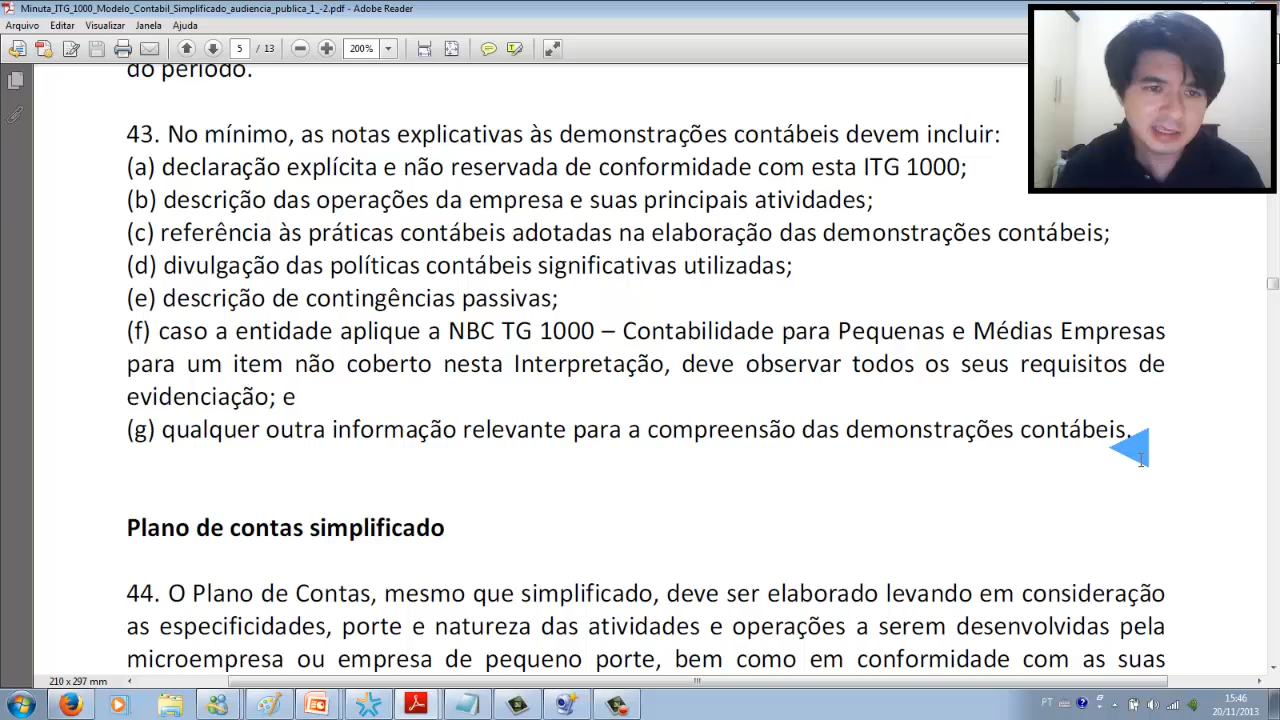 Minuta_ITG_1000_Modelo_Contabil_Simplificado_audiencia_publica_1_-2.pdf - Adobe Reader
Arquivo Editar Visualizar Janela Ajuda
5 / 13 200%
do período.
43. No mínimo, as notas explicativas às demonstrações contábeis devem incluir:
(a) declaração explícita e não reservada de conformidade com esta ITG 1000;
(b) descrição das operações da empresa e suas principais atividades;
(c) referência às práticas contábeis adotadas na elaboração das demonstrações contábeis;
(d) divulgação das políticas contábeis significativas utilizadas;
(e) descrição de contingências passivas;
(f) caso a entidade aplique a NBC TG 1000 – Contabilidade para Pequenas e Médias Empresas
para um item não coberto nesta Interpretação, deve observar todos os seus requisitos de
evidenciação; e
(g) qualquer outra informação relevante para a compreensão das demonstrações contábeis.
Plano de contas simplificado
44. O Plano de Contas, mesmo que simplificado, deve ser elaborado levando em consideração
as especificidades, porte e natureza das atividades e operações a serem desenvolvidas pela
microempresa ou empresa de pequeno porte, bem como em conformidade com as suas
210 x 297 mm
PT
15:46
20/11/2013